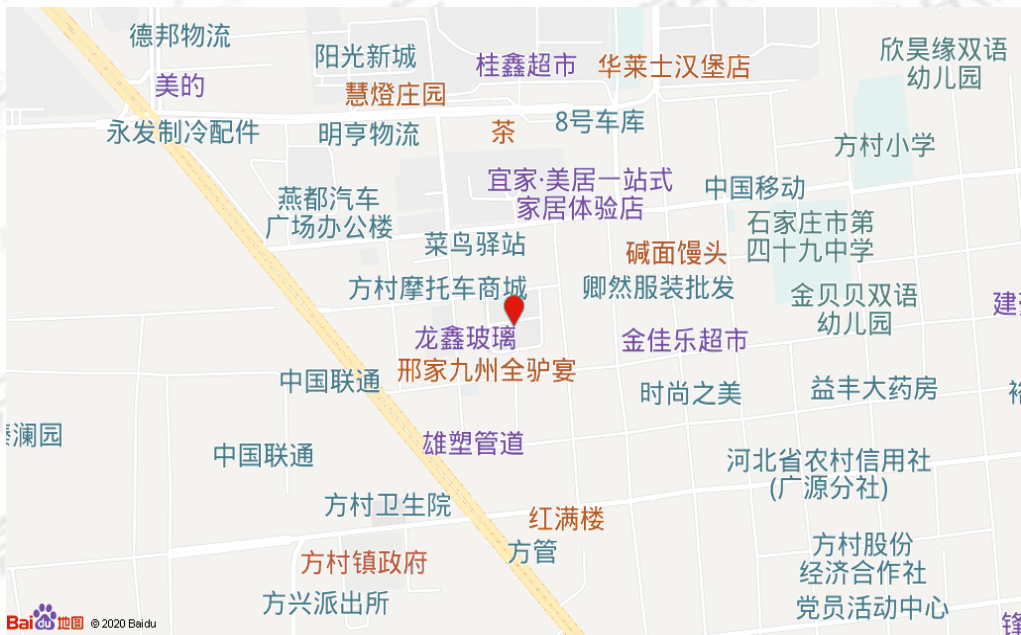 德邦物流
阳光新城
桂鑫超市
华莱士汉堡店
欣昊缘双语
幼儿园
美的
慧燈庄园
永发制冷配件
明亨物流
茶
8号车库
方村小学
宜家·美居一站式
家居体验店
中国移动
燕都汽车
广场办公楼
石家庄市第
四十九中学
菜鸟驿站
碱面馒头
方村摩托车商城
卿然服装批发
金贝贝双语
幼儿园
建
龙鑫玻璃
金佳乐超市
邢家九州全驴宴
中国联通
时尚之美
益丰大药房
澜园
雄塑管道
中国联通
河北省农村信用社
(广源分社)
方村卫生院
红满楼
方管
方村镇政府
方村股份
经济合作社
党员活动中心
方兴派出所
锋
Baidu地图 © 2020 Baidu